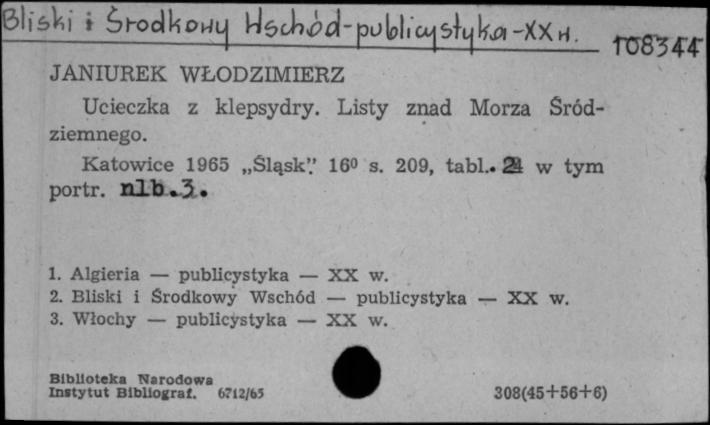 Bliski i Środkowy Wschód-publicystyka-XX w.
108344
JANIUREK WŁODZIMIERZ
Ucieczka z klepsydry. Listy znad Morza Śród-
ziemnego.
Katowice 1965 „Śląsk”. 16⁰ s. 209, tabl. w tym
portr. nlb.3.
1. Algieria — publicystyka — XX w.
2. Bliski i Środkowy Wschód — publicystyka — XX w.
3. Włochy — publicystyka — XX w.
Biblioteka Narodowa
Instytut Bibliograf. 6712/65
308(45+56+6)